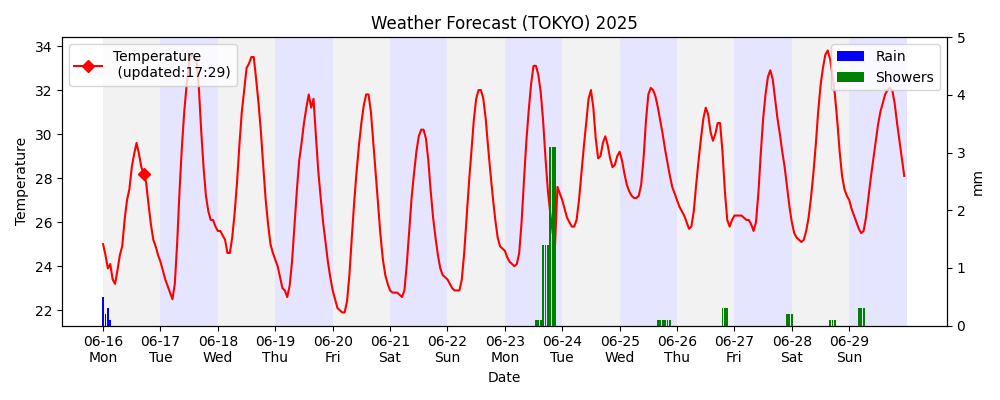 Weather Forecast (TOKYO) 2025
Temperature
(updated:17:29)
Rain
Showers
34
32
30
28
26
24
22
Temperature
5
4
3
2
1
0
mm
06-16 06-17 06-18 06-19 06-20 06-21 06-22 06-23 06-24 06-25 06-26 06-27 06-28 06-29
Mon Tue Wed Thu Fri Sat Sun Mon Tue Wed Thu Fri Sat Sun
Date